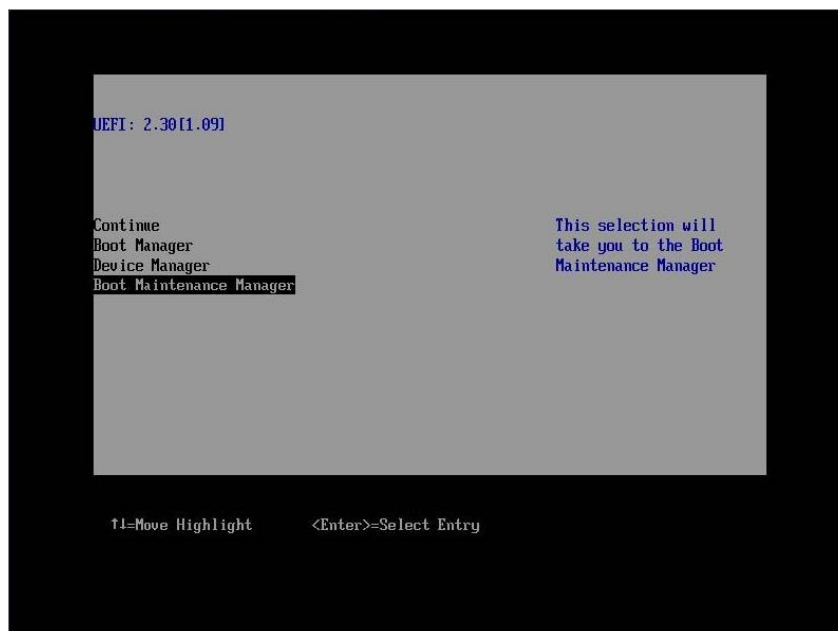 UEFI: 2.30[1.09]
Continue
Boot Manager
Device Manager
Boot Maintenance Manager
This selection will
take you to the Boot
Maintenance Manager
↑↓=Move Highlight
<Enter>=Select Entry